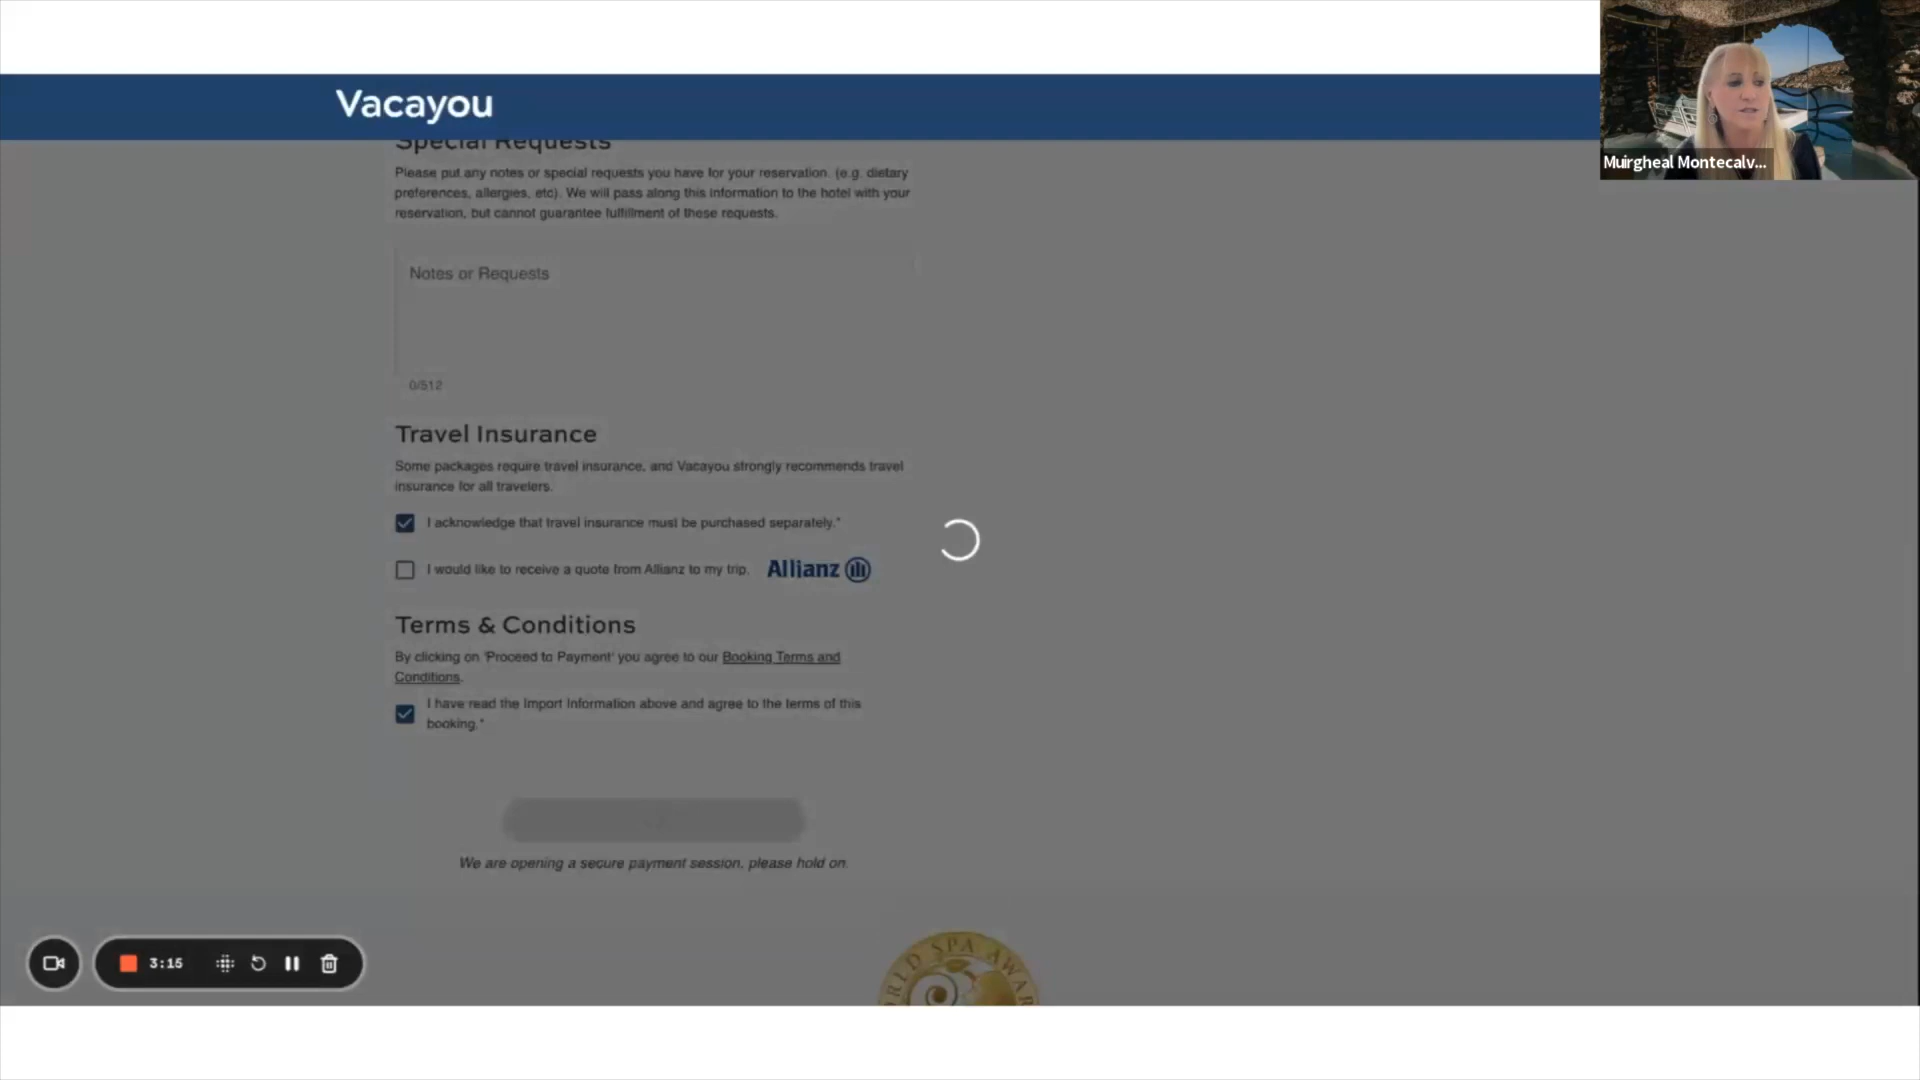 Vacayou
Muirgheal Montecalv...
Special Requests
Please put any notes or special requests you have for your reservation. (e.g. dietary
preferences, allergies, etc). We will pass along this information to the hotel with your
reservation, but cannot guarantee fulfillment of these requests.
Notes or Requests
0/512
Travel Insurance
Some packages require travel insurance, and Vacayou strongly recommends travel
insurance for all travelers.
I acknowledge that travel insurance must be purchased separately.*
I would like to receive a quote from Allianz to my trip.
Allianz
Terms & Conditions
By clicking on 'Proceed to Payment' you agree to our Booking Terms and
Conditions.
I have read the Import Information above and agree to the terms of this
booking.*
We are opening a secure payment session, please hold on.
3:15
SPA